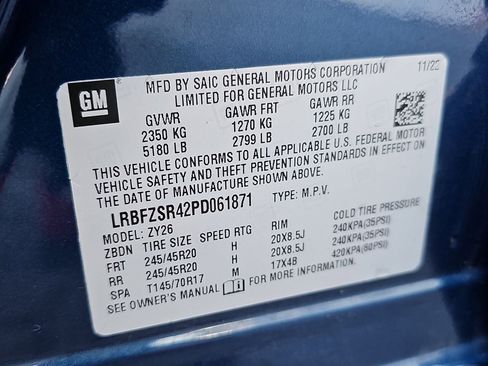 GM
MFD BY SAIC GENERAL MOTORS CORPORATION
LIMITED FOR GENERAL MOTORS LLC
11/22
GVWR GAWR FRT GAWR RR
2350 KG 1270 KG 1225 KG
5180 LB 2799 LB 2700 LB
THIS VEHICLE CONFORMS TO ALL APPLICABLE U.S. FEDERAL MOTOR
VEHICLE SAFETY AND THEFT PREVENTION STANDARDS IN EFFECT ON
THE DATE OF MANUFACTURE SHOWN ABOVE.
LRBFZSR42PD061871 TYPE: M.P.V.
MODEL: ZY26
ZBDN TIRE SIZE SPEED RTG RIM COLD TIRE PRESSURE
FRT 245/45R20 H 20X8.5J 240KPA(35PSI)
RR 245/45R20 H 20X8.5J 240KPA(35PSI)
SPA T145/70R17 M 17X4B 420KPA(60PSI)
SEE OWNER'S MANUAL FOR MORE INFORMATION.